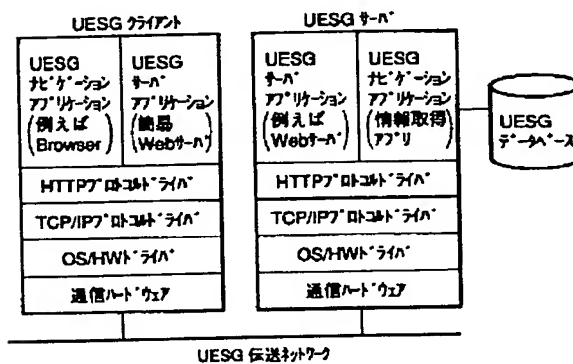 UESG ｸﾗｲｱﾝﾄ
UESG
ﾅﾋﾞｹﾞｰｼｮﾝ
ｱﾌﾟﾘｹｰｼｮﾝ
(例えば
Browser)
UESG
ｻｰﾊﾞ
ｱﾌﾟﾘｹｰｼｮﾝ
(簡易
Webｻｰﾊﾞ)
HTTPﾌﾟﾛﾄｺﾙﾄﾞﾗｲﾊﾞ
TCP/IPﾌﾟﾛﾄｺﾙﾄﾞﾗｲﾊﾞ
OS/HWﾄﾞﾗｲﾊﾞ
通信ﾊｰﾄﾞｳｪｱ
UESG ｻｰﾊﾞ
UESG
ｻｰﾊﾞ
ｱﾌﾟﾘｹｰｼｮﾝ
(例えば
Webｻｰﾊﾞ)
UESG
ﾅﾋﾞｹﾞｰｼｮﾝ
ｱﾌﾟﾘｹｰｼｮﾝ
(情報取得
ｱﾌﾟﾘ)
HTTPﾌﾟﾛﾄｺﾙﾄﾞﾗｲﾊﾞ
TCP/IPﾌﾟﾛﾄｺﾙﾄﾞﾗｲﾊﾞ
OS/HWﾄﾞﾗｲﾊﾞ
通信ﾊｰﾄﾞｳｪｱ
UESG
ﾃﾞｰﾀﾍﾞｰｽ
UESG 伝送ﾈｯﾄﾜｰｸ